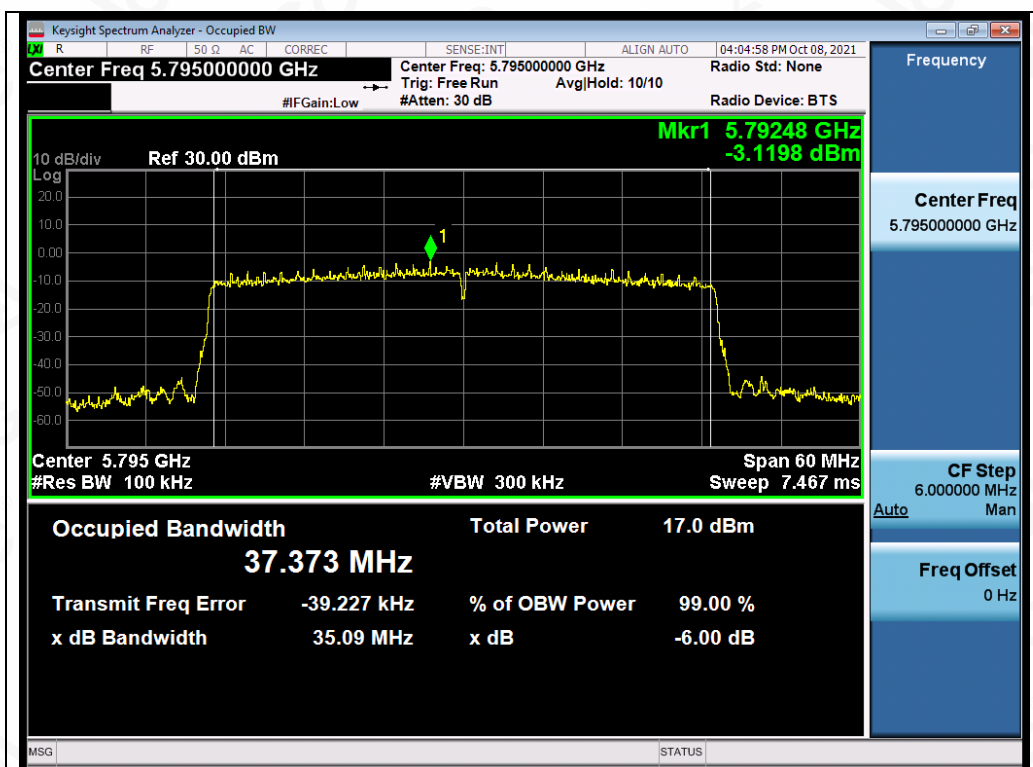 Keysight Spectrum Analyzer - Occupied BW
LXI R RF 50 Ω AC CORREC SENSE:INT ALIGN AUTO 04:04:58 PM Oct 08, 2021
Center Freq 5.795000000 GHz
#IFGain:Low
Center Freq: 5.795000000 GHz
Trig: Free Run Avg|Hold: 10/10
#Atten: 30 dB
Radio Std: None
Radio Device: BTS
Mkr1 5.79248 GHz
-3.1198 dBm
10 dB/div Ref 30.00 dBm
Log
20.0
10.0
0.00
-10.0
-20.0
-30.0
-40.0
-50.0
-60.0
1
Center 5.795 GHz Span 60 MHz
#Res BW 100 kHz #VBW 300 kHz Sweep 7.467 ms
Occupied Bandwidth Total Power 17.0 dBm
37.373 MHz
Transmit Freq Error -39.227 kHz % of OBW Power 99.00 %
x dB Bandwidth 35.09 MHz x dB -6.00 dB
MSG STATUS
Frequency
Center Freq
5.795000000 GHz
CF Step
6.000000 MHz
Auto Man
Freq Offset
0 Hz